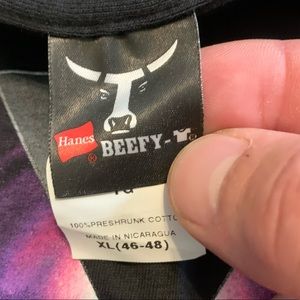 Hanes
®
BEEFY-T
100% PRESHRUNK COTTO
MADE IN NICARAGUA
XL (46-48)